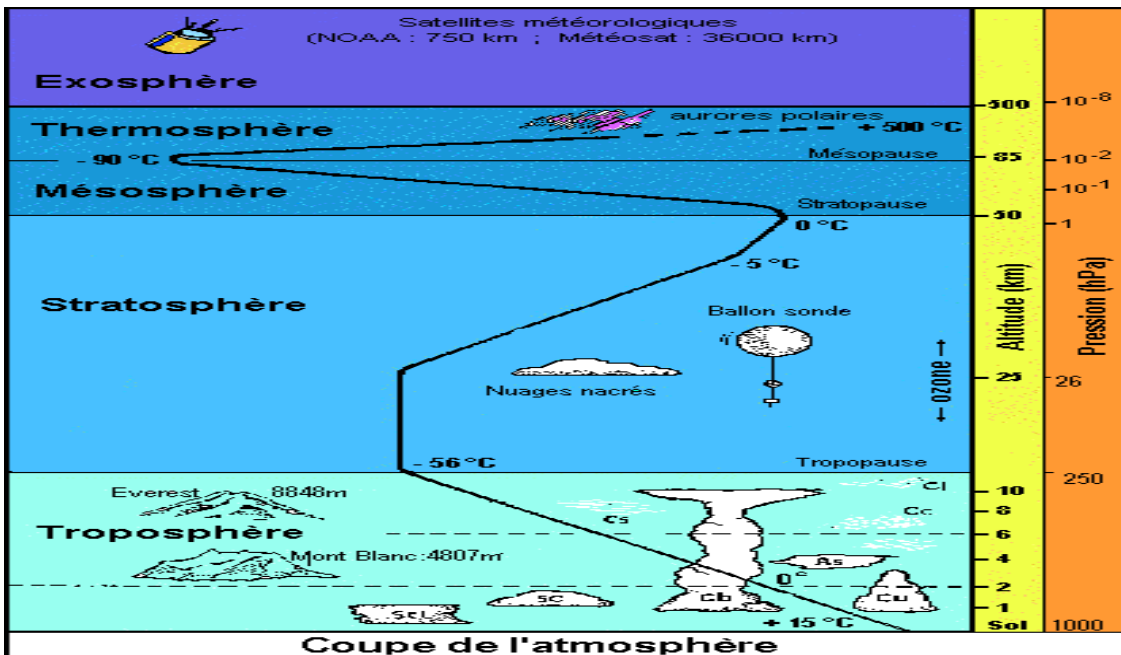 Satellites météorologiques
(NOAA : 750 km ; Météosat : 36000 km)
Exosphère
500
10-8
Thermosphère
aurores polaires
+ 500 °C
- 90 °C
Mésopause
85
10-2
Mésosphère
10-1
Stratopause
50
1
0 °C
- 5 °C
Stratosphère
Ballon sonde
Altitude (km)
Pression (hPa)
ozone
Nuages nacrés
25
26
- 56 °C
Tropopause
250
Everest
8848m
Ci
10
Cs
Cc
8
Troposphère
6
Mont Blanc:4807m
As
4
0°
2
Sc
Cb
Cu
1
+ 15 °C
Sol
1000
Coupe de l'atmosphère